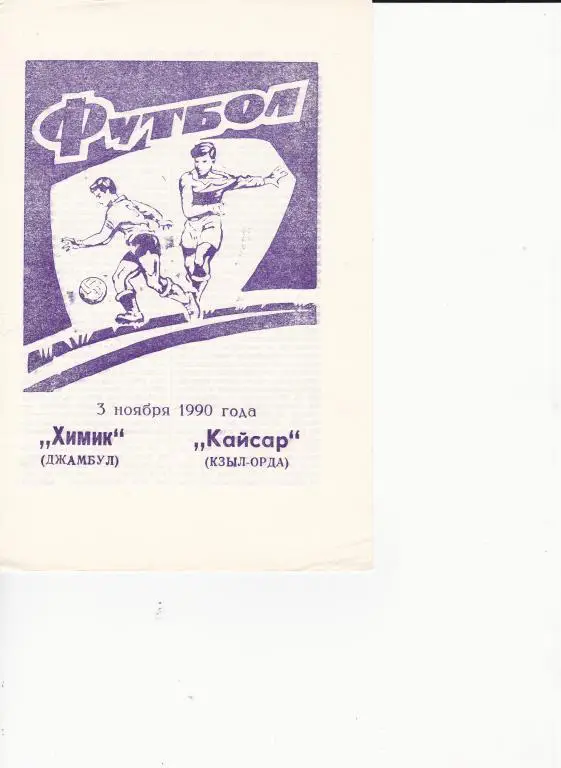 Футбол
3 ноября 1990 года
„Химик“ „Кайсар“
(ДЖАМБУЛ) (КЗЫЛ-ОРДА)